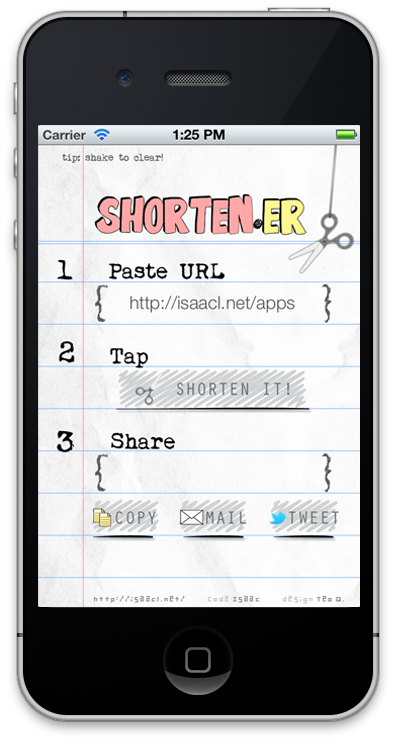 Carrier 1:25 PM
tip: shake to clear!
SHORTEN.ER
1 Paste URL
{ http://isaacl.net/apps }
2 Tap
SHORTEN IT!
3 Share
{ }
COPY MAIL TWEET
http://isaacl.net/ Code Isaac design Teo Q.